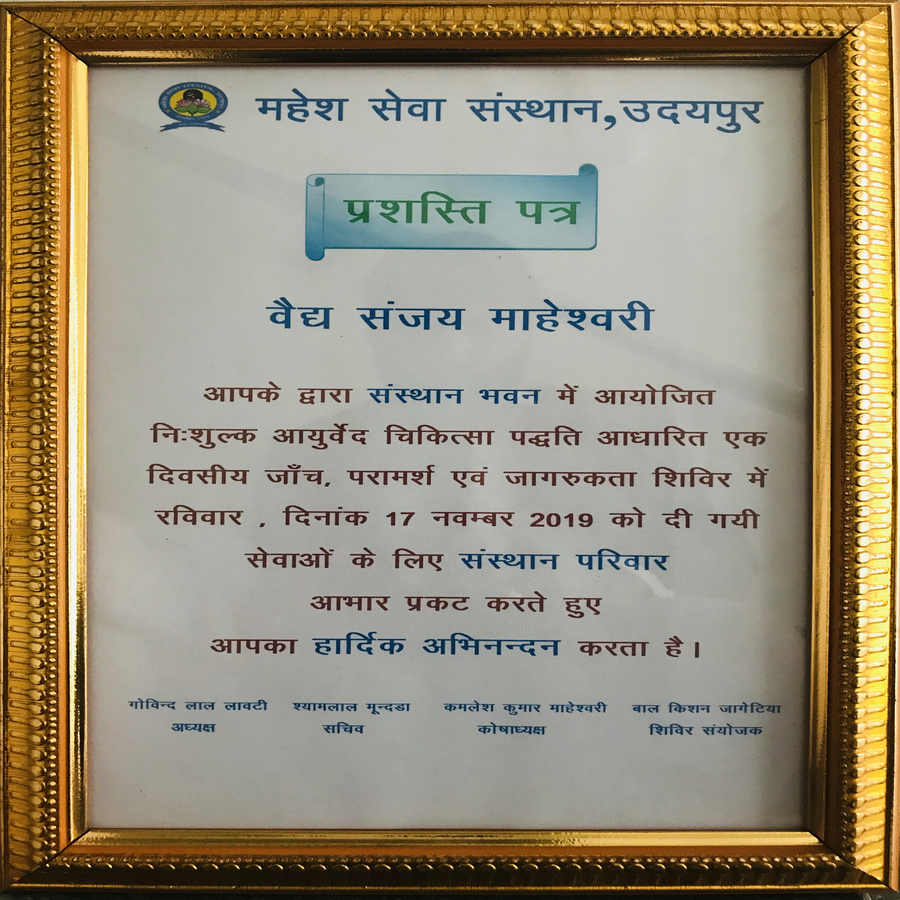 महेश सेवा संस्थान,उदयपुर
प्रशस्ति पत्र
वैद्य संजय माहेश्वरी
आपके द्वारा संस्थान भवन में आयोजित
निःशुल्क आयुर्वेद चिकित्सा पद्धति आधारित एक
दिवसीय जाँच, परामर्श एवं जागरुकता शिविर में
रविवार , दिनांक 17 नवम्बर 2019 को दी गयी
सेवाओं के लिए संस्थान परिवार
आभार प्रकट करते हुए
आपका हार्दिक अभिनन्दन करता है।
गोविन्द लाल लावटी श्यामलाल मून्दडा कमलेश कुमार माहेश्वरी बाल किशन जागेटिया
अध्यक्ष सचिव कोषाध्यक्ष शिविर संयोजक